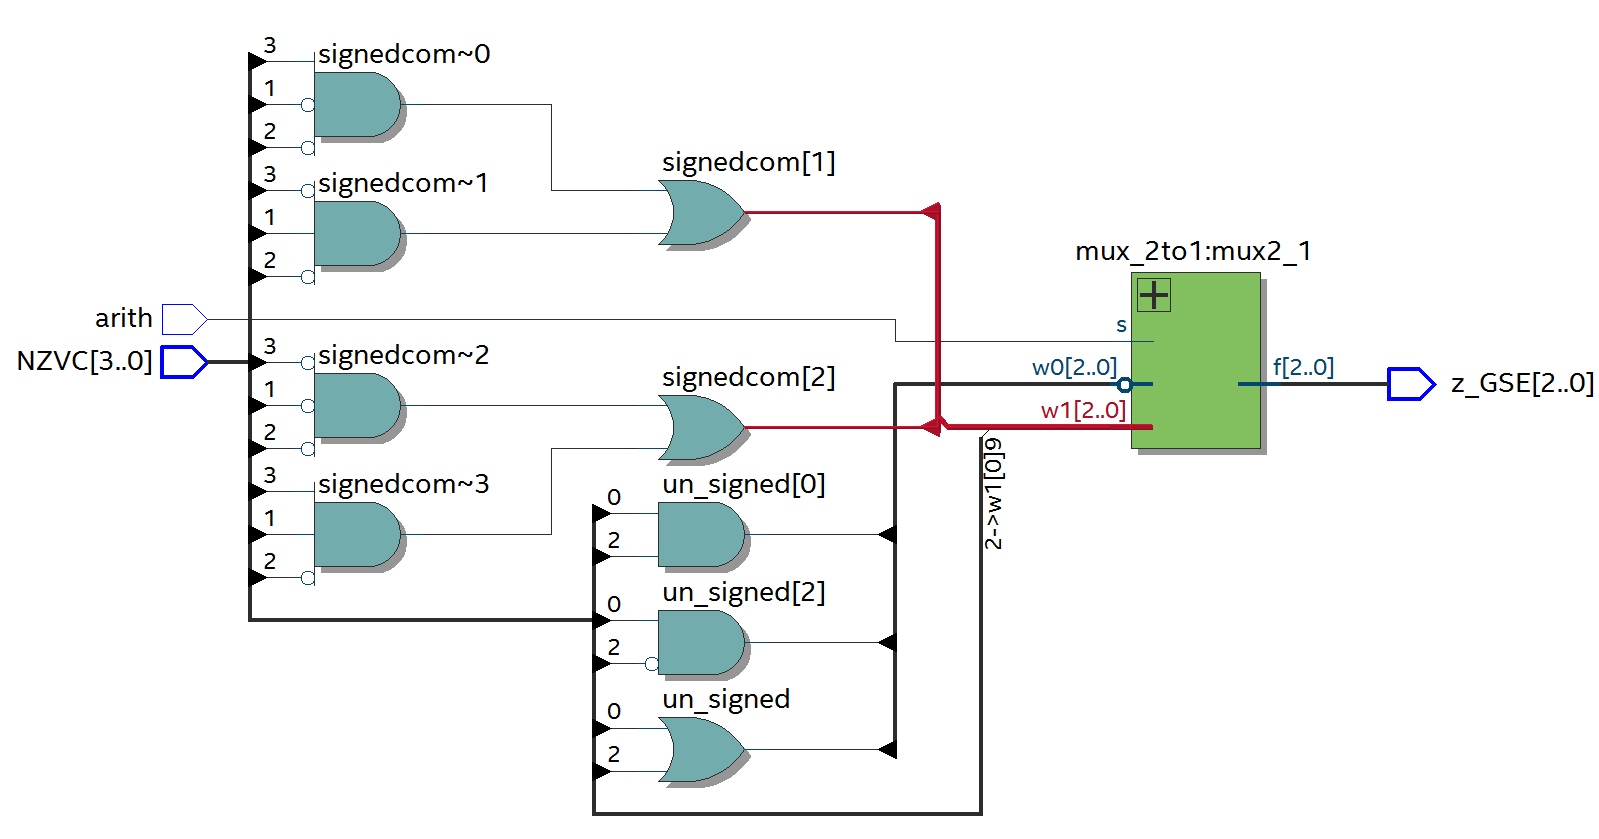 3
signedcom~0
1
2
3
signedcom~1
1
2
signedcom[1]
mux_2to1:mux2_1
arith
s
NZVC[3..0]
3
signedcom~2
1
2
signedcom[2]
w0[2..0]
f[2..0]
z_GSE[2..0]
w1[2..0]
3
signedcom~3
1
2
2->w1[0]9
un_signed[0]
0
2
un_signed[2]
0
2
un_signed
0
2